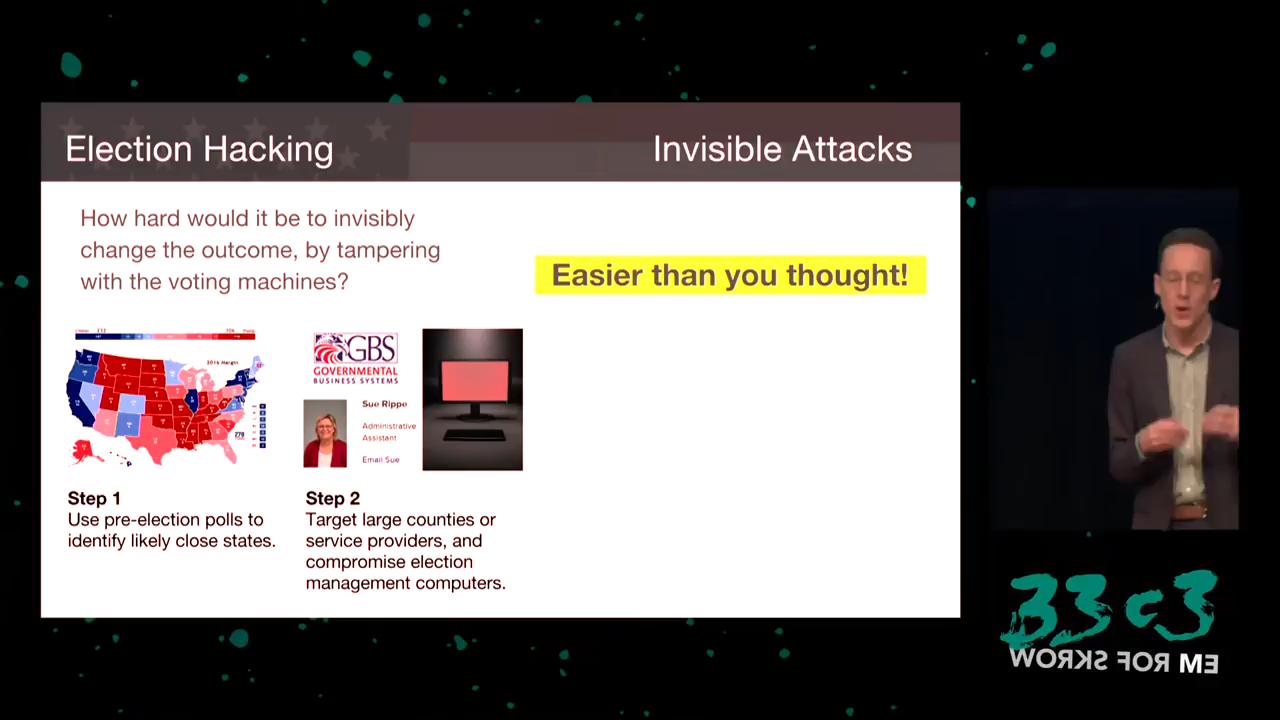 Election Hacking
Invisible Attacks
How hard would it be to invisibly
change the outcome, by tampering
with the voting machines?
Easier than you thought!
2016 Margin
270
GBS
GOVERNMENTAL
BUSINESS SYSTEMS
Sue Rippe
Administrative
Assistant
Email Sue
Step 1
Use pre-election polls to
identify likely close states.
Step 2
Target large counties or
service providers, and
compromise election
management computers.
33c3
WORKS FOR ME